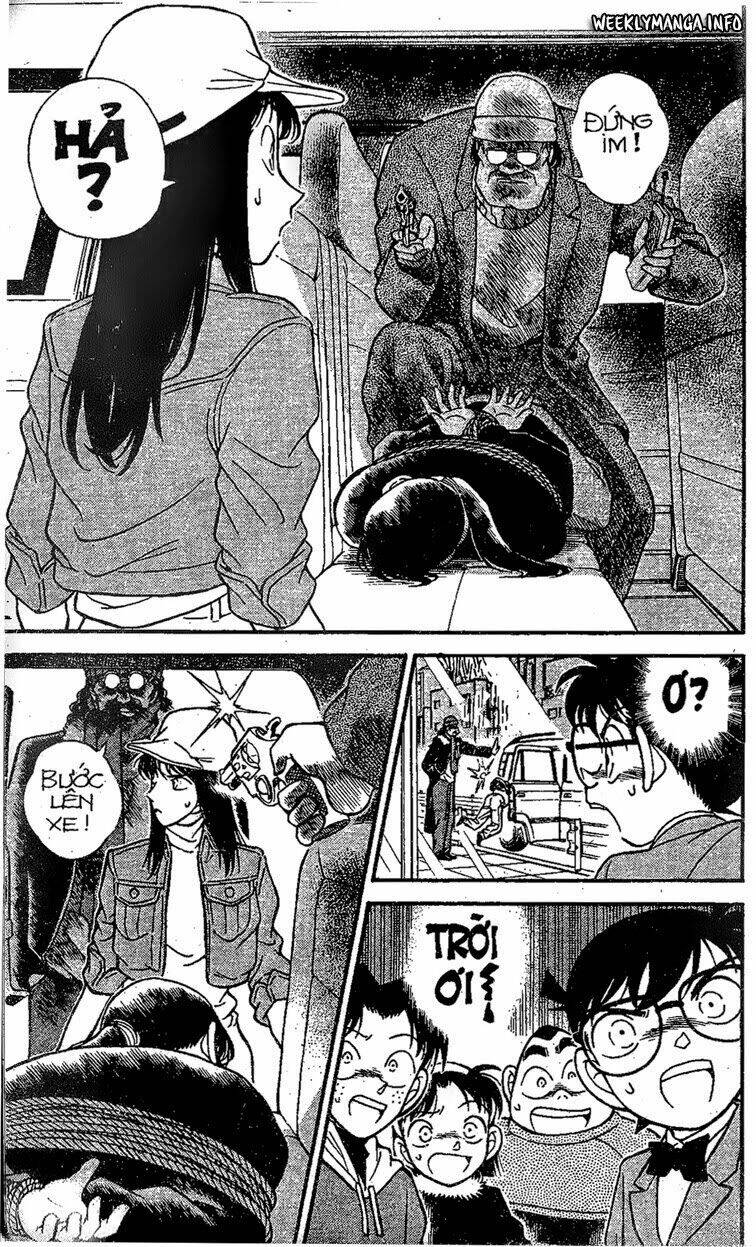 WEEKLYMANGA.INFO
HẢ
?
ĐỨNG
IM!
BƯỚC
LÊN
XE!
Ơ?
TRỜI
ƠI!